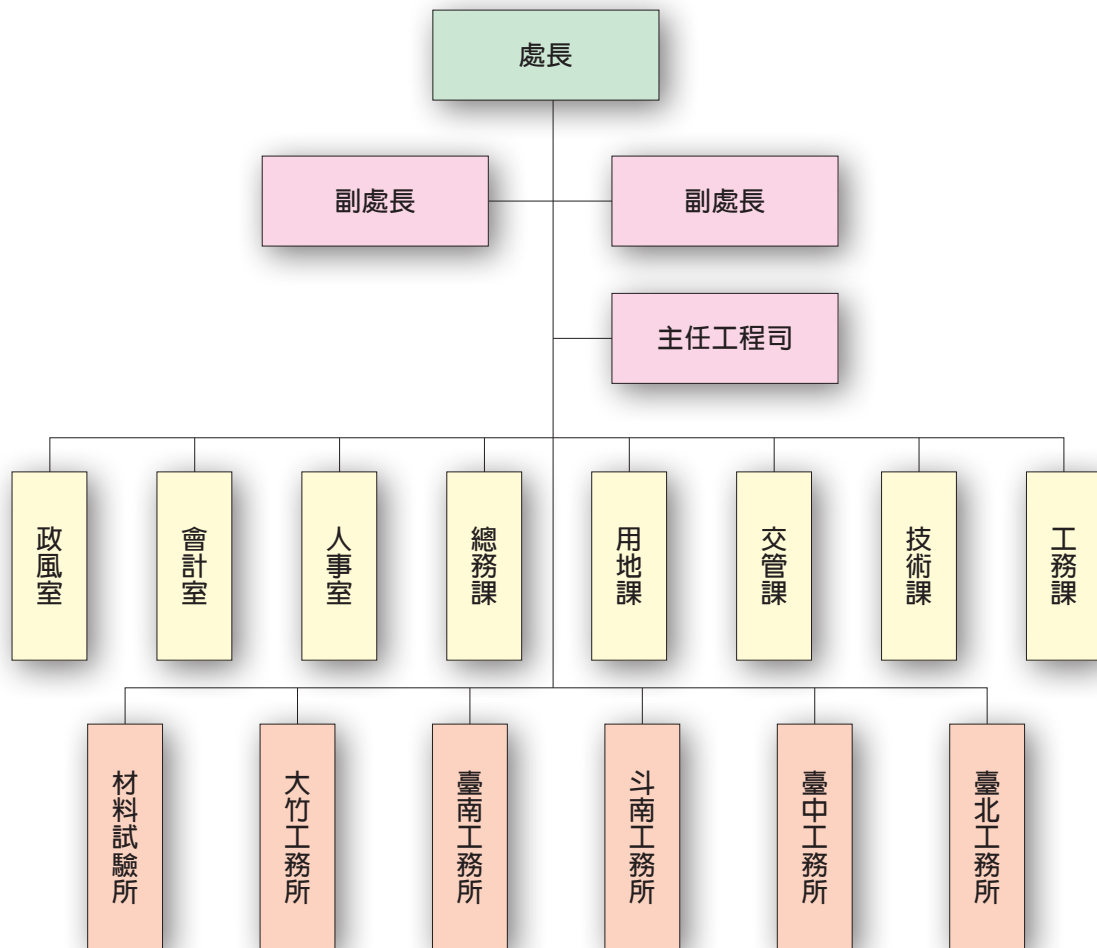 處長
副處長
副處長
主任工程司
政風室
會計室
人事室
總務課
用地課
交管課
技術課
工務課
材料試驗所
大竹工務所
臺南工務所
斗南工務所
臺中工務所
臺北工務所